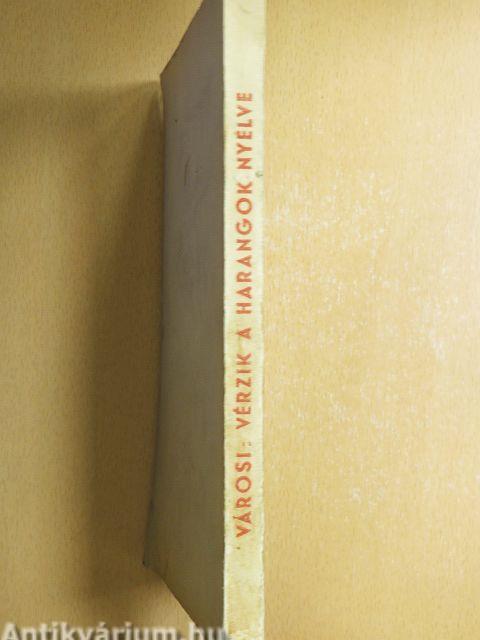 VÁROSI: VÉRZIK A HARANGOK NYELVE
Antikvárium.hu